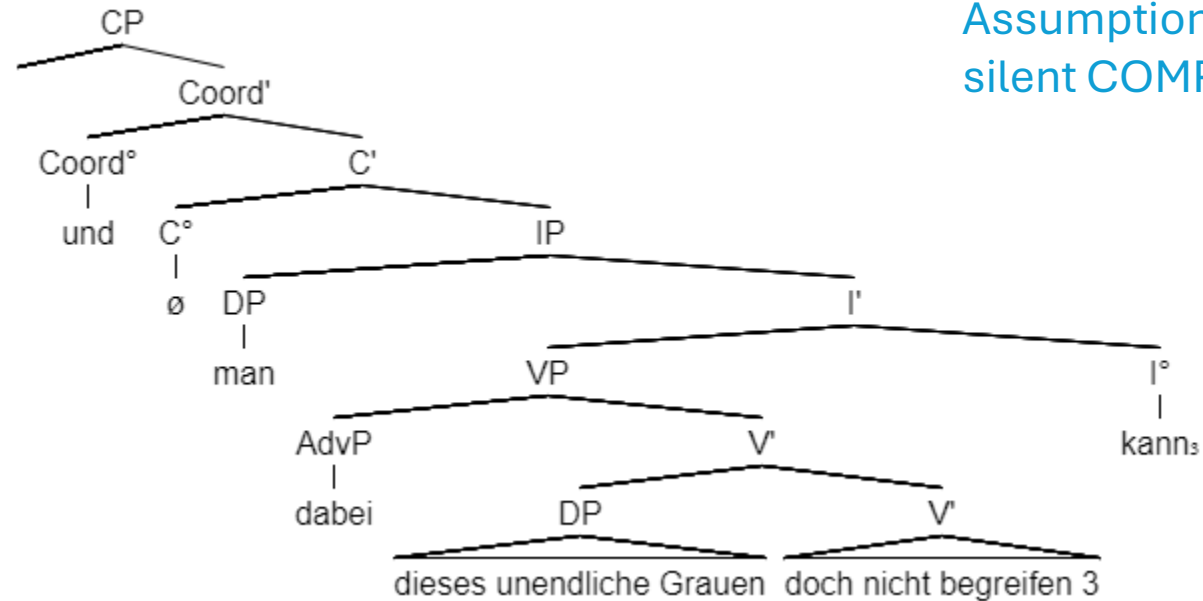 CP
Assumption
silent COMP
Coord'
Coord° C'
und C° IP
ø DP I'
man VP I°
AdvP V' kann₃
dabei DP V'
dieses unendliche Grauen doch nicht begreifen 3